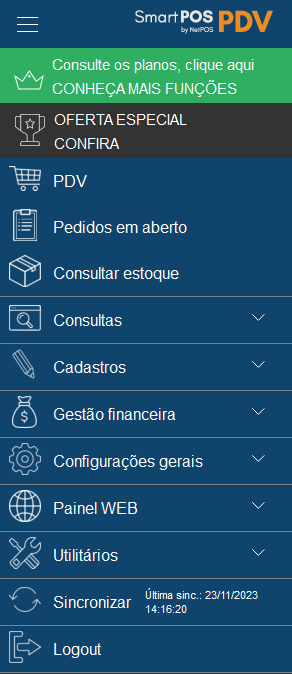 SmartPOS PDV
by NetPOS
Consulte os planos, clique aqui
CONHEÇA MAIS FUNÇÕES
OFERTA ESPECIAL
CONFIRA
PDV
Pedidos em aberto
Consultar estoque
Consultas
Cadastros
Gestão financeira
Configurações gerais
Painel WEB
Utilitários
Sincronizar
Última sinc.: 23/11/2023
14:16:20
Logout